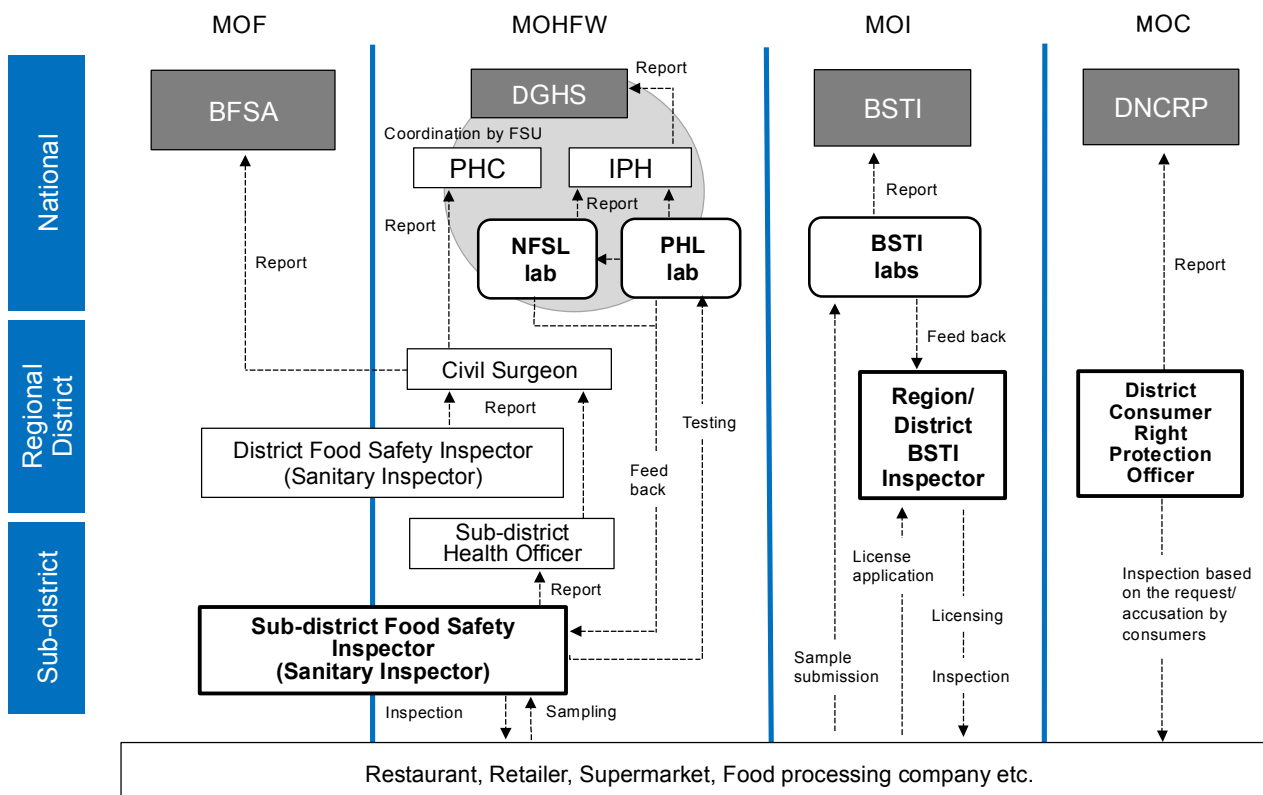 MOF
MOHFW
MOI
MOC
National
Regional
District
Sub-district
BFSA
DGHS
Report
BSTI
DNCRP
Coordination by FSU
PHC
IPH
Report
Report
Report
Report
NFSL
lab
PHL
lab
BSTI
labs
Report
Report
Feed back
Civil Surgeon
Report
Testing
District Food Safety Inspector
(Sanitary Inspector)
Feed
back
Region/
District
BSTI
Inspector
District
Consumer
Right
Protection
Officer
Sub-district
Health Officer
Report
License
application
Licensing
Inspection
Inspection based
on the request/
accusation by
consumers
Sub-district Food Safety
Inspector
(Sanitary Inspector)
Sample
submission
Inspection
Sampling
Restaurant, Retailer, Supermarket, Food processing company etc.